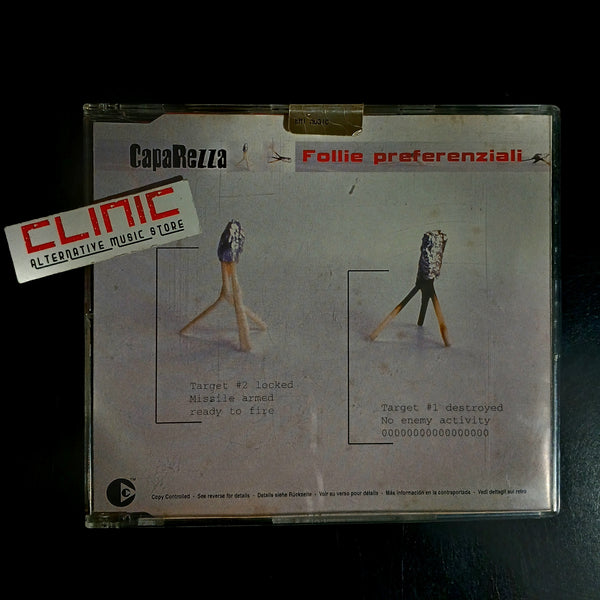 CapaRezza
Follie preferenziali
CLINIC
ALTERNATIVE MUSIC STORE
Target #2 locked
Missile armed
ready to fire
Target #1 destroyed
No enemy activity
00000000000000000
Copy Controlled - See reverse for details - Details siehe Rückseite - Voir au verso pour détails - Más información en la contraportada - Vedi dettagli sul retro